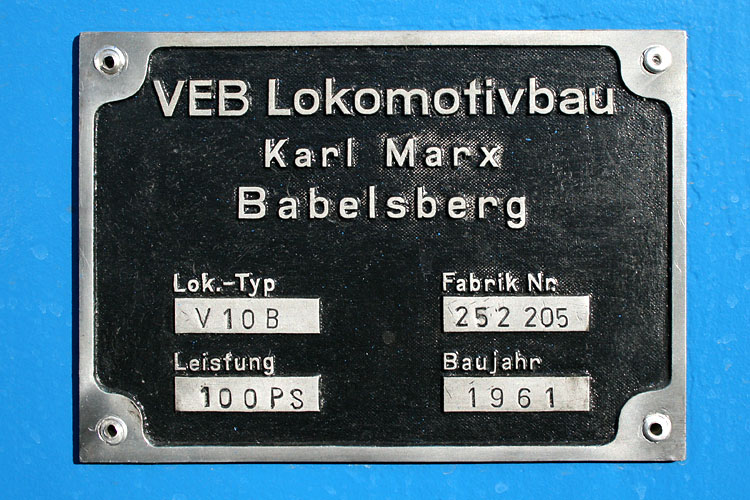 VEB Lokomotivbau
Karl Marx
Babelsberg
Lok.-Typ
V 10 B
Fabrik Nr.
252 205
Leistung
100 PS
Baujahr
1961